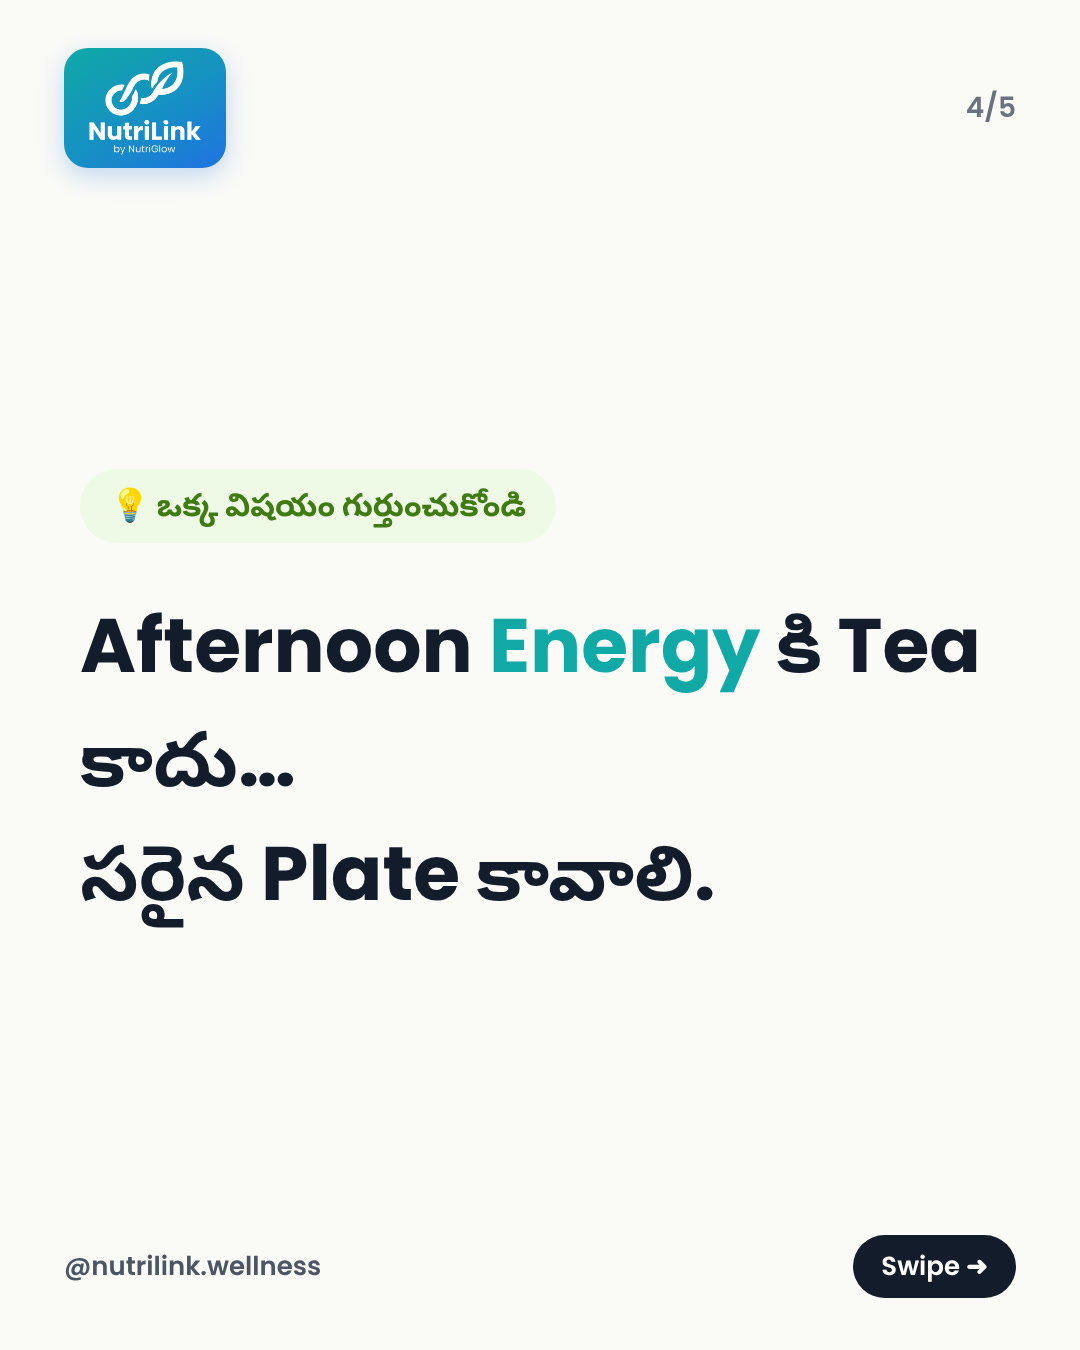 NutriLink
by NutriGlow
4/5
💡 ఒక్క విషయం గుర్తుంచుకోండి
Afternoon Energy కి Tea
కాదు...
సరైన Plate కావాలి.
@nutrilink.wellness
Swipe ➜